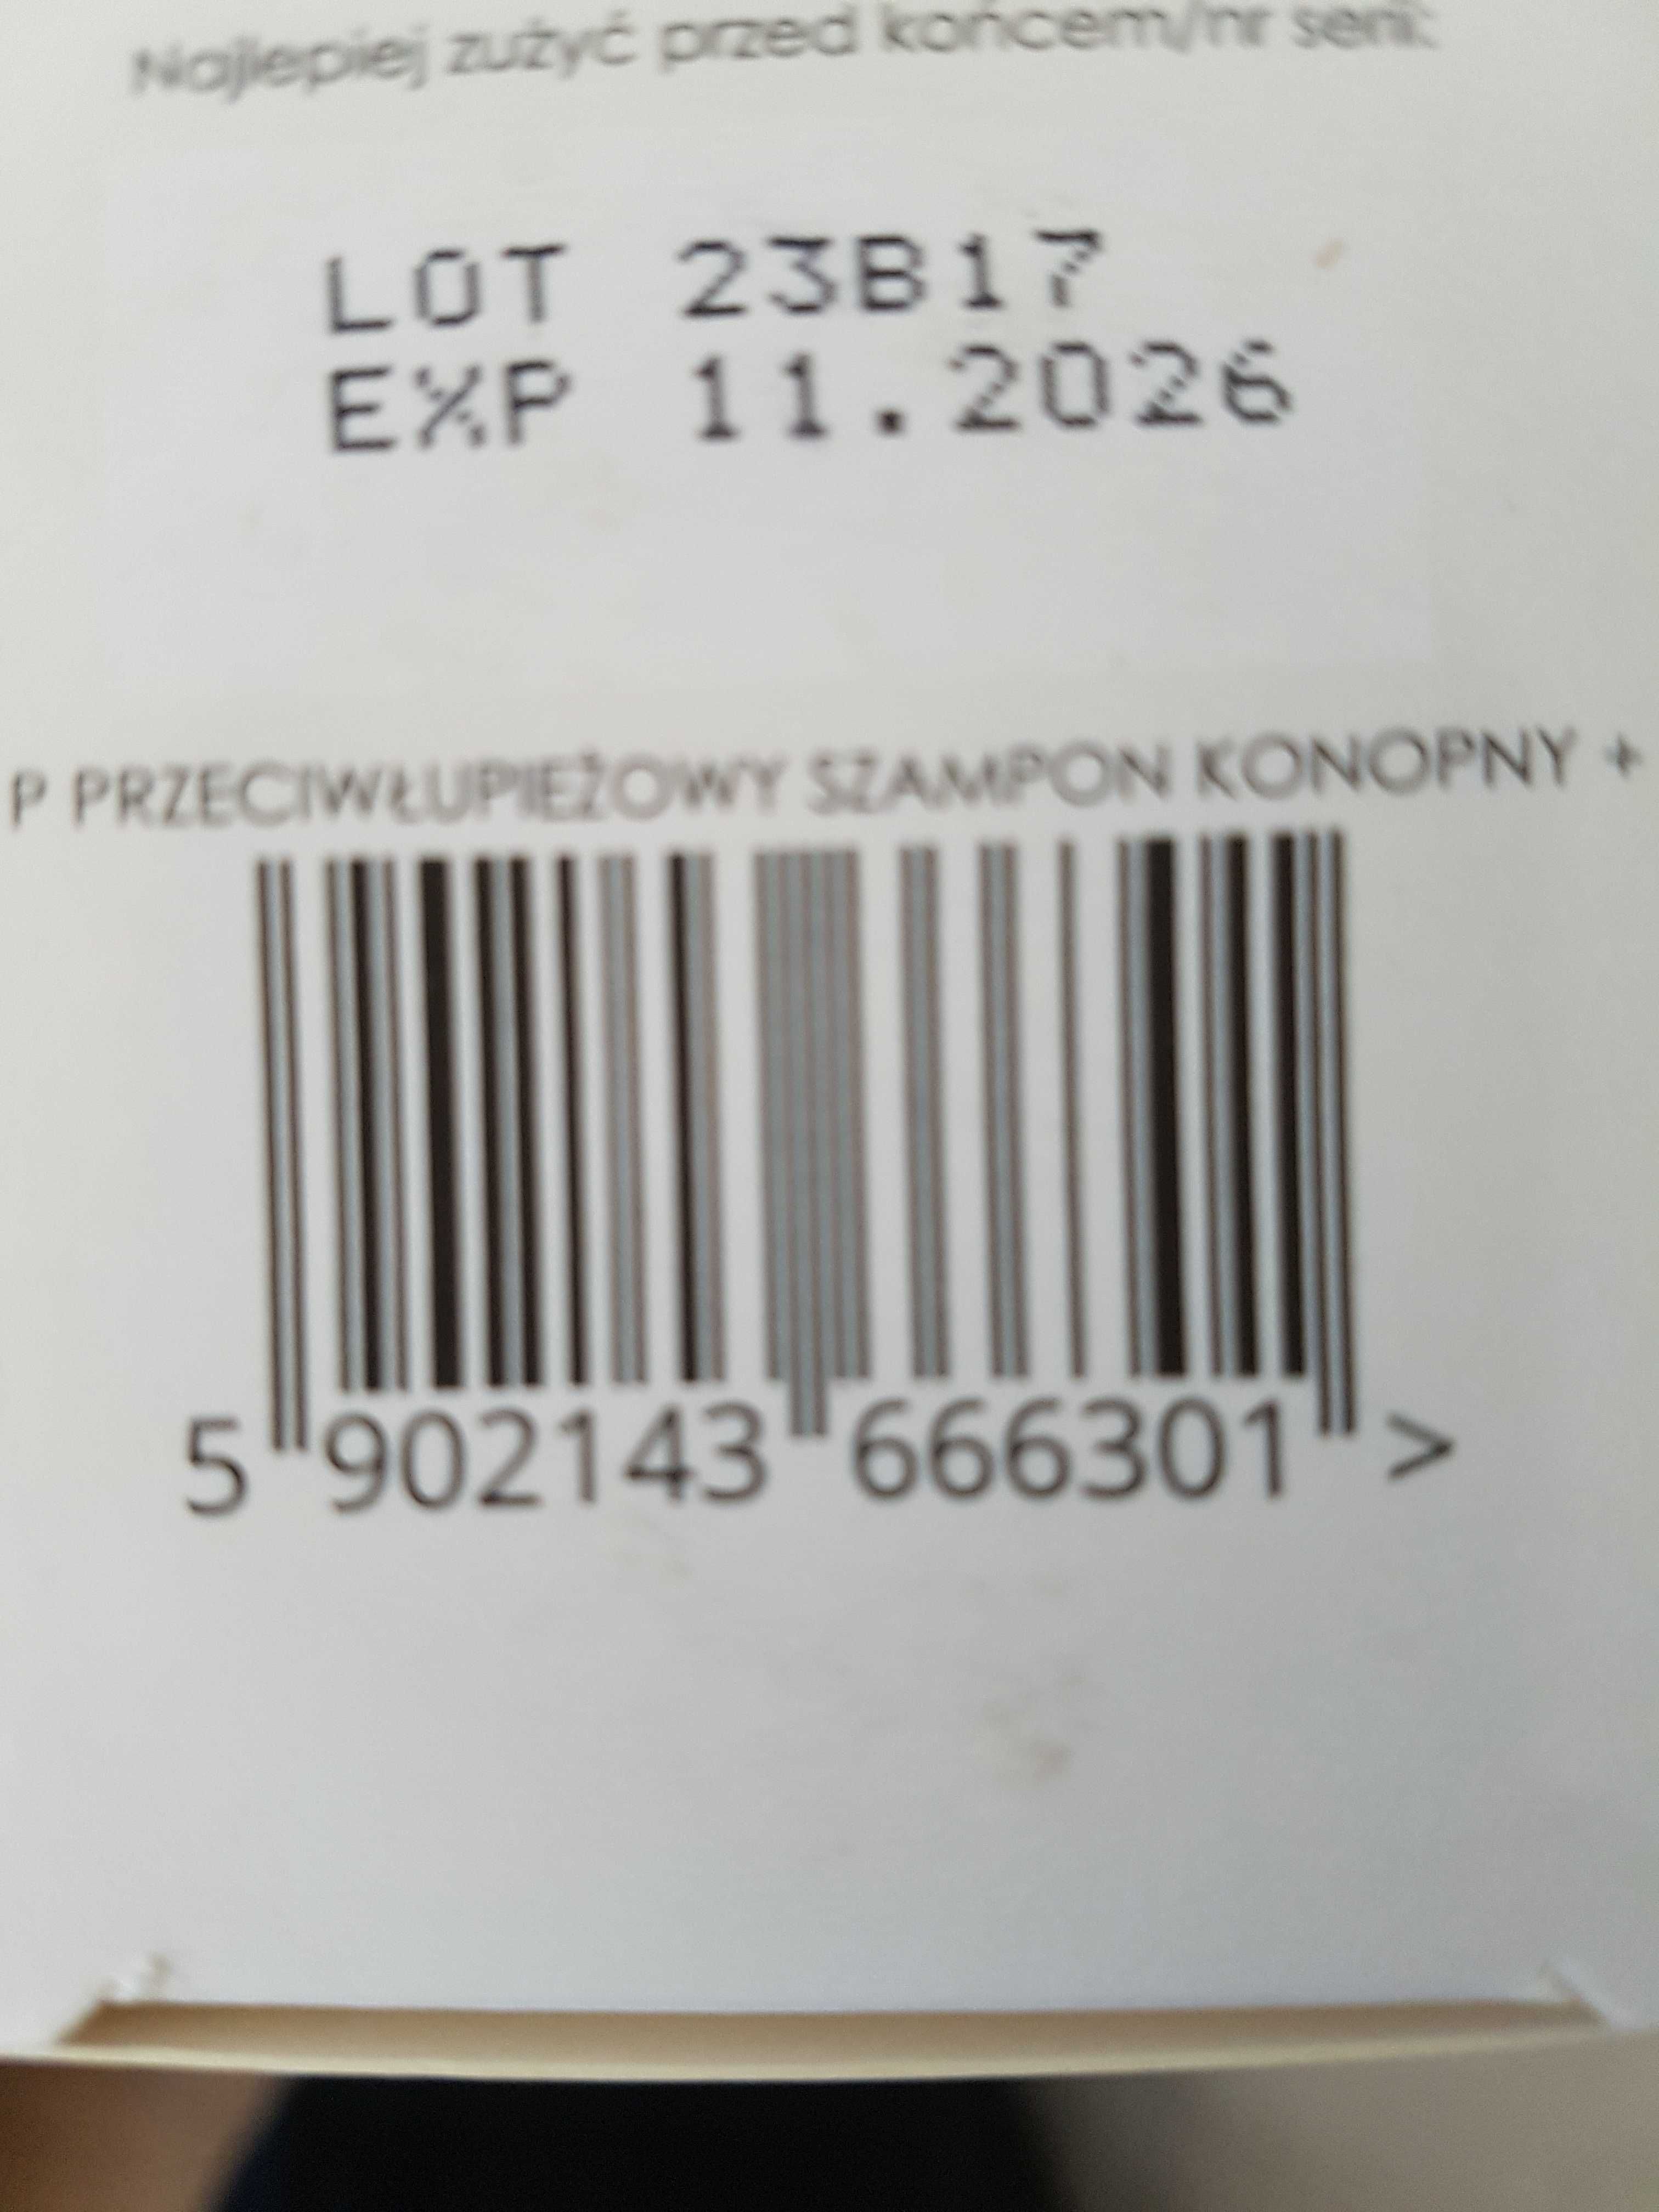 Najlepiej zużyć przed końcem/nr serii:
LOT 23B17
EXP 11.2026
P PRZECIWŁUPIEŻOWY SZAMPON KONOPNY +
5 902143 666301 >